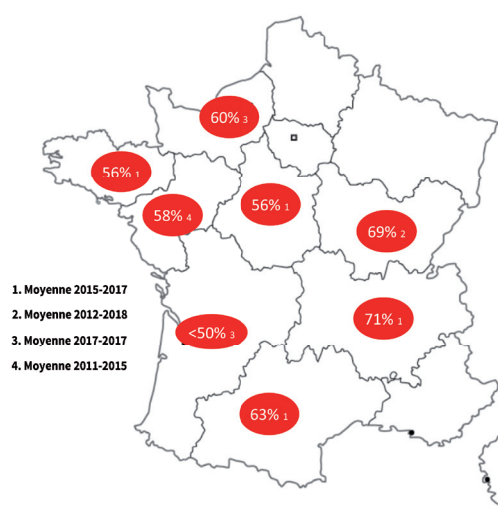 60% 3
56% 1
56% 1
58% 4
69% 2
1. Moyenne 2015-2017
2. Moyenne 2012-2018
3. Moyenne 2017-2017
4. Moyenne 2011-2015
<50% 3
71% 1
63% 1